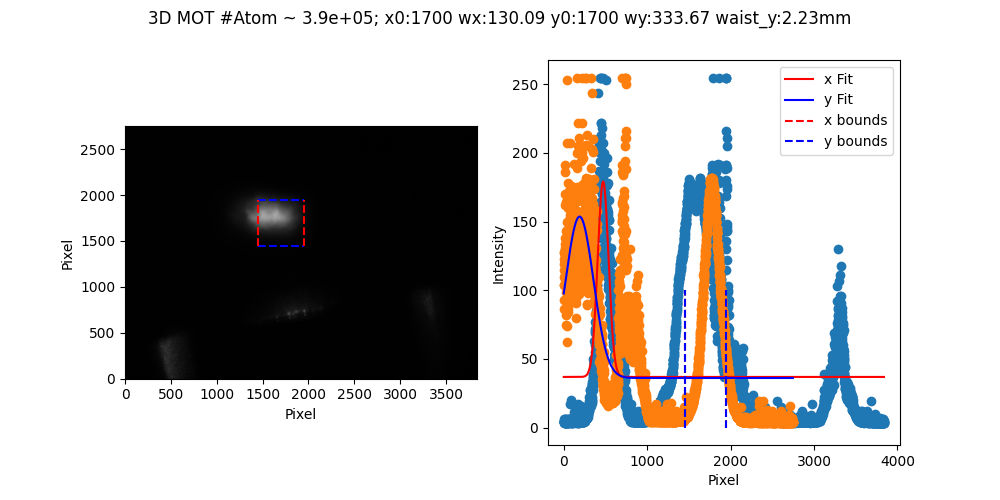 3D MOT #Atom ~ 3.9e+05; x0:1700 wx:130.09 y0:1700 wy:333.67 waist_y:2.23mm
2500
2000
1500
1000
500
0
Pixel
0 500 1000 1500 2000 2500 3000 3500
Pixel
250
200
150
100
50
0
Intensity
x Fit
y Fit
x bounds
y bounds
0 1000 2000 3000 4000
Pixel